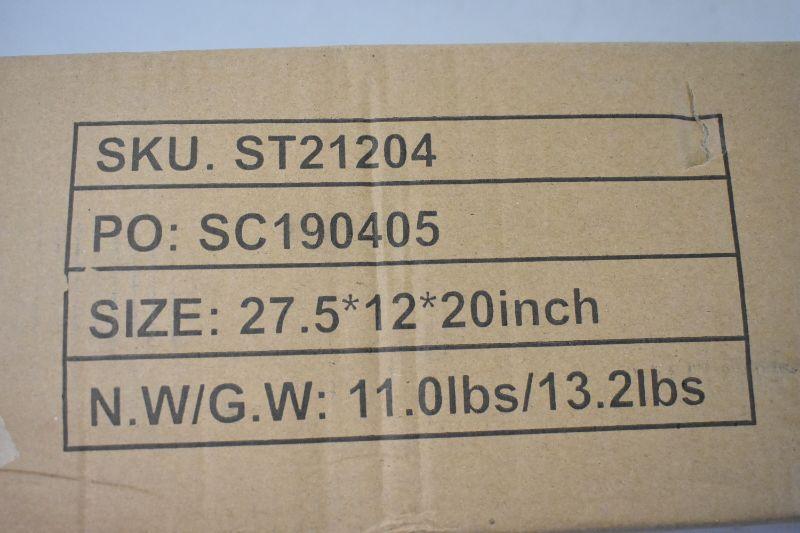 SKU. ST21204
PO: SC190405
SIZE: 27.5*12*20inch
N.W/G.W: 11.0lbs/13.2lbs